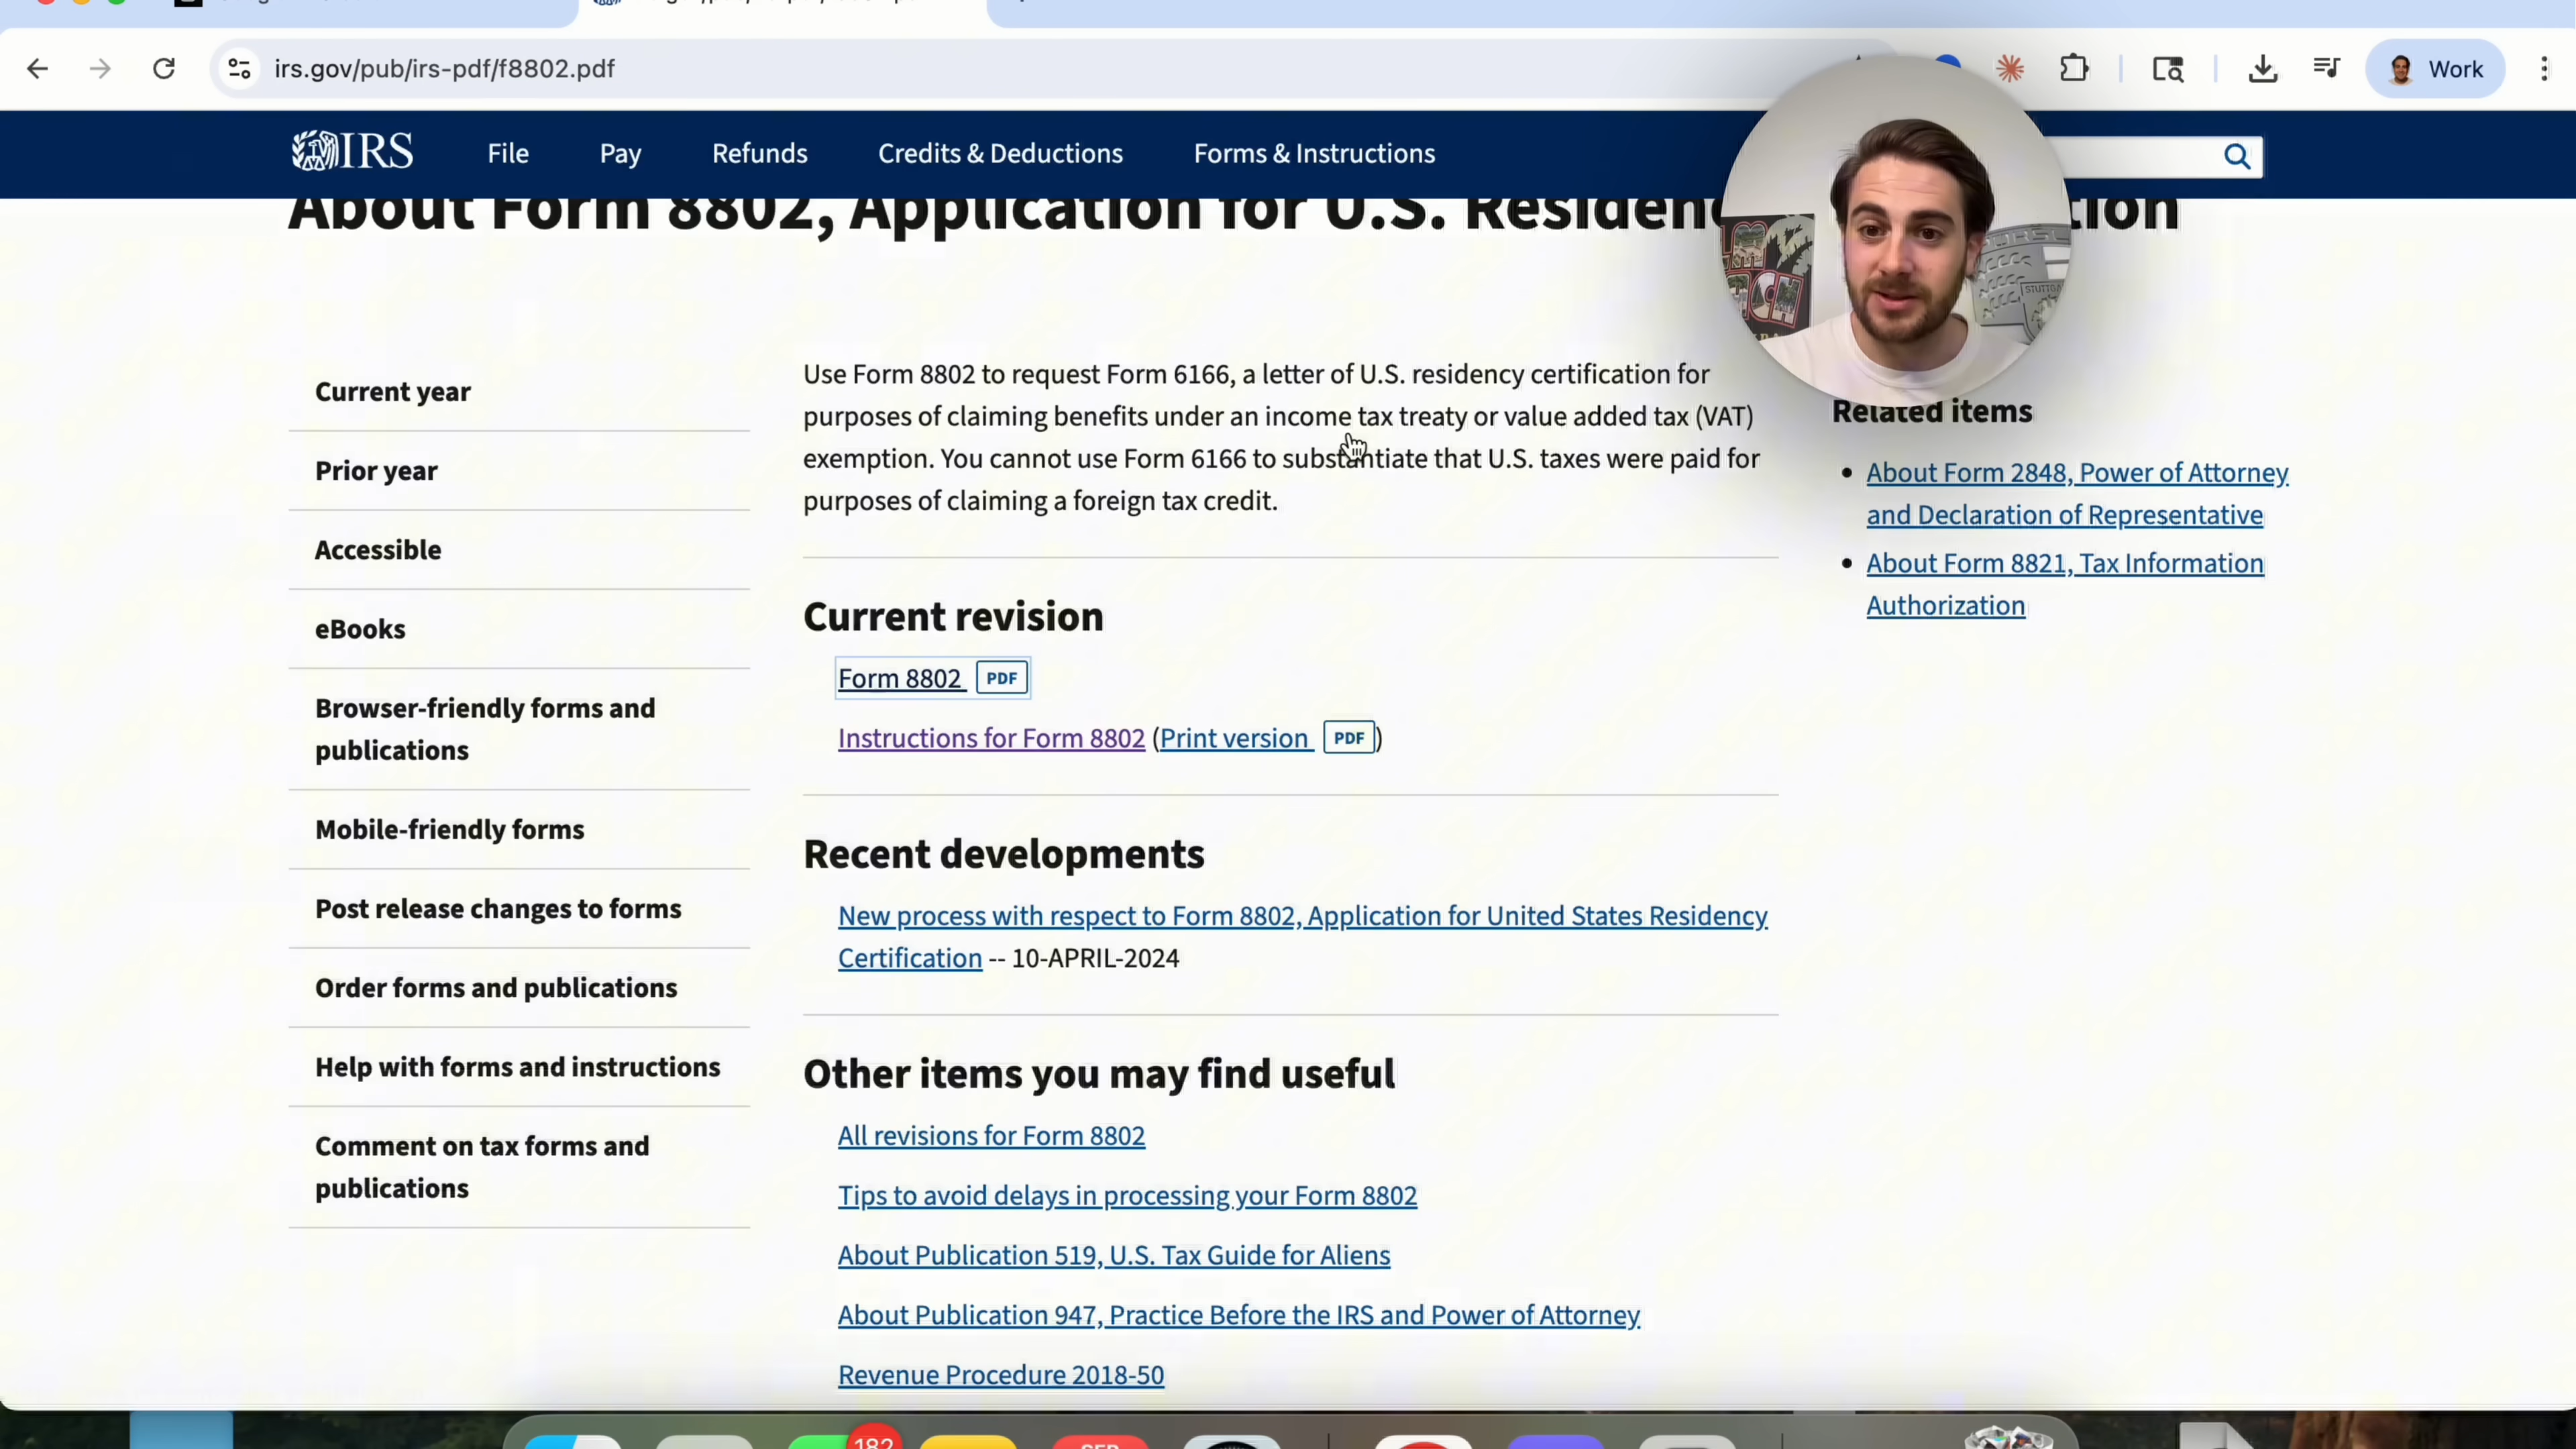 irs.gov/pub/irs-pdf/f8802.pdf
Work
IRS
File
Pay
Refunds
Credits & Deductions
Forms & Instructions
About Form 8802, Application for U.S.
Current year
Prior year
Accessible
eBooks
Browser-friendly forms and
publications
Mobile-friendly forms
Post release changes to forms
Order forms and publications
Help with forms and instructions
Comment on tax forms and
publications
Use Form 8802 to request Form 6166, a letter of U.S. residency certification for
purposes of claiming benefits under an income tax treaty or value added tax (VAT)
exemption. You cannot use Form 6166 to substantiate that U.S. taxes were paid for
purposes of claiming a foreign tax credit.
Current revision
Form 8802 PDF
Instructions for Form 8802 (Print version PDF)
Recent developments
New process with respect to Form 8802, Application for United States Residency
Certification -- 10-APRIL-2024
Other items you may find useful
All revisions for Form 8802
Tips to avoid delays in processing your Form 8802
About Publication 519, U.S. Tax Guide for Aliens
About Publication 947, Practice Before the IRS and Power of Attorney
Revenue Procedure 2018-50
Related items
About Form 2848, Power of Attorney
and Declaration of Representative
About Form 8821, Tax Information
Authorization
182
SEP